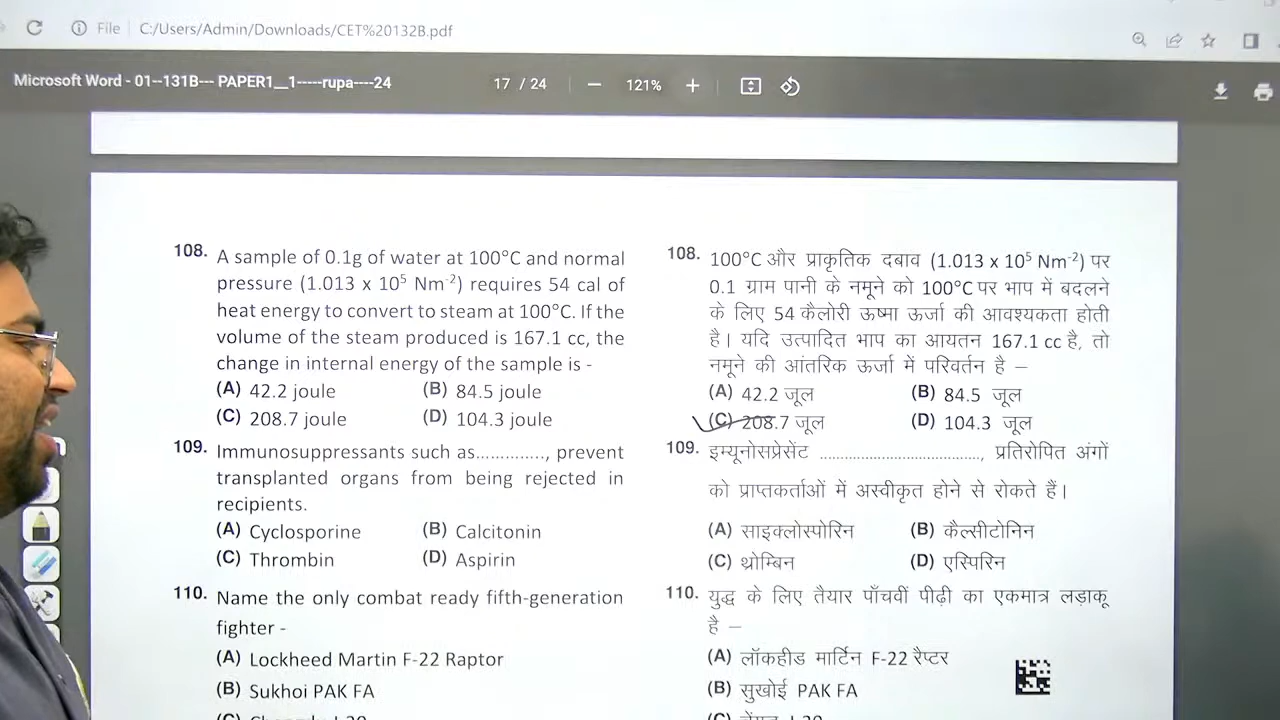 File C:/Users/Admin/Downloads/CET%20132B.pdf
Microsoft Word - 01--131B--- PAPER1__1-----rupa----24 17 / 24 121%
108. A sample of 0.1g of water at 100°C and normal
pressure (1.013 x 10⁵ Nm⁻²) requires 54 cal of
heat energy to convert to steam at 100°C. If the
volume of the steam produced is 167.1 cc, the
change in internal energy of the sample is -
(A) 42.2 joule (B) 84.5 joule
(C) 208.7 joule (D) 104.3 joule
109. Immunosuppressants such as............., prevent
transplanted organs from being rejected in
recipients.
(A) Cyclosporine (B) Calcitonin
(C) Thrombin (D) Aspirin
110. Name the only combat ready fifth-generation
fighter -
(A) Lockheed Martin F-22 Raptor
(B) Sukhoi PAK FA
108. 100°C और प्राकृतिक दबाव (1.013 x 10⁵ Nm⁻²) पर
0.1 ग्राम पानी के नमूने को 100°C पर भाप में बदलने
के लिए 54 कैलोरी ऊष्मा ऊर्जा की आवश्यकता होती
है। यदि उत्पादित भाप का आयतन 167.1 cc है, तो
नमूने की आंतरिक ऊर्जा में परिवर्तन है –
(A) 42.2 जूल (B) 84.5 जूल
(C) 208.7 जूल (D) 104.3 जूल
109. इम्यूनोसप्रेसेंट ......................................, प्रतिरोपित अंगों
को प्राप्तकर्ताओं में अस्वीकृत होने से रोकते हैं।
(A) साइक्लोस्पोरिन (B) कैल्सीटोनिन
(C) थ्रोम्बिन (D) एस्पिरिन
110. युद्ध के लिए तैयार पाँचवीं पीढ़ी का एकमात्र लड़ाकू
है –
(A) लॉकहीड मार्टिन F-22 रैप्टर
(B) सुखोई PAK FA